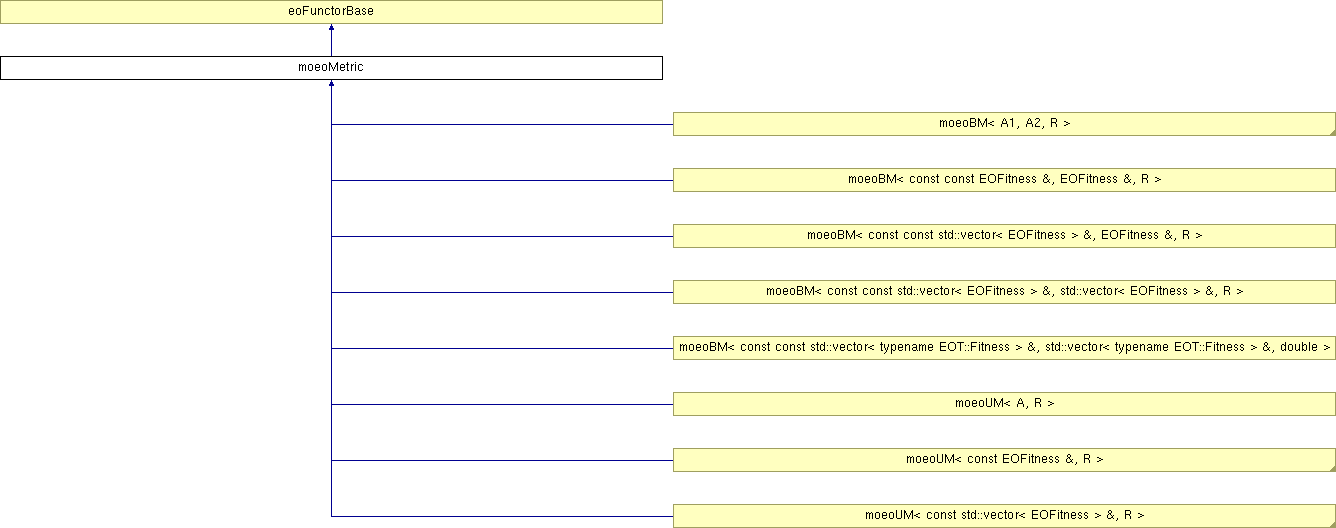 eoFunctorBase
moeoMetric
moeoBM< A1, A2, R >
moeoBM< const const EOFitness &, EOFitness &, R >
moeoBM< const const std::vector< EOFitness > &, EOFitness &, R >
moeoBM< const const std::vector< EOFitness > &, std::vector< EOFitness > &, R >
moeoBM< const const std::vector< typename EOT::Fitness > &, std::vector< typename EOT::Fitness > &, double >
moeoUM< A, R >
moeoUM< const EOFitness &, R >
moeoUM< const std::vector< EOFitness > &, R >